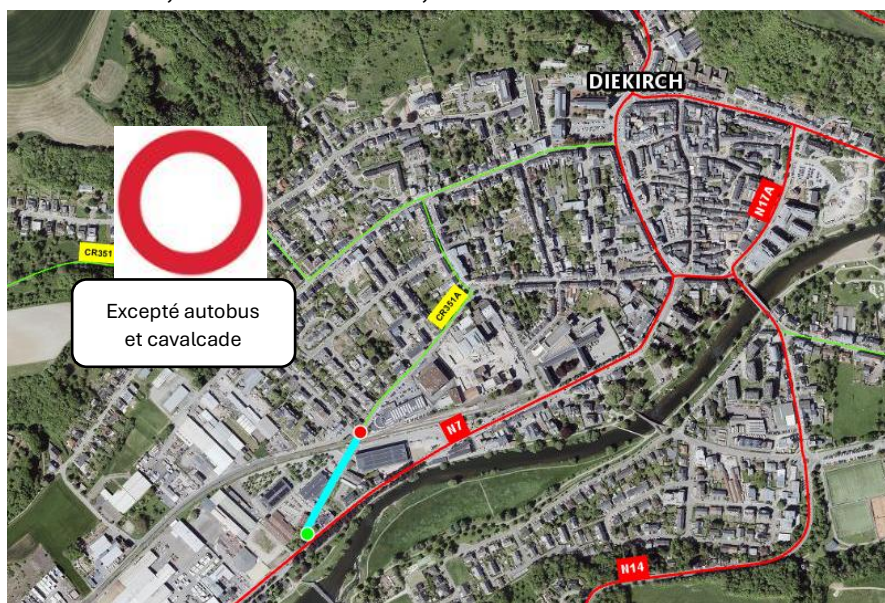 DIEKIRCH
N17A
CR351
Excepté autobus
et cavalcade
CR351A
N7
N14